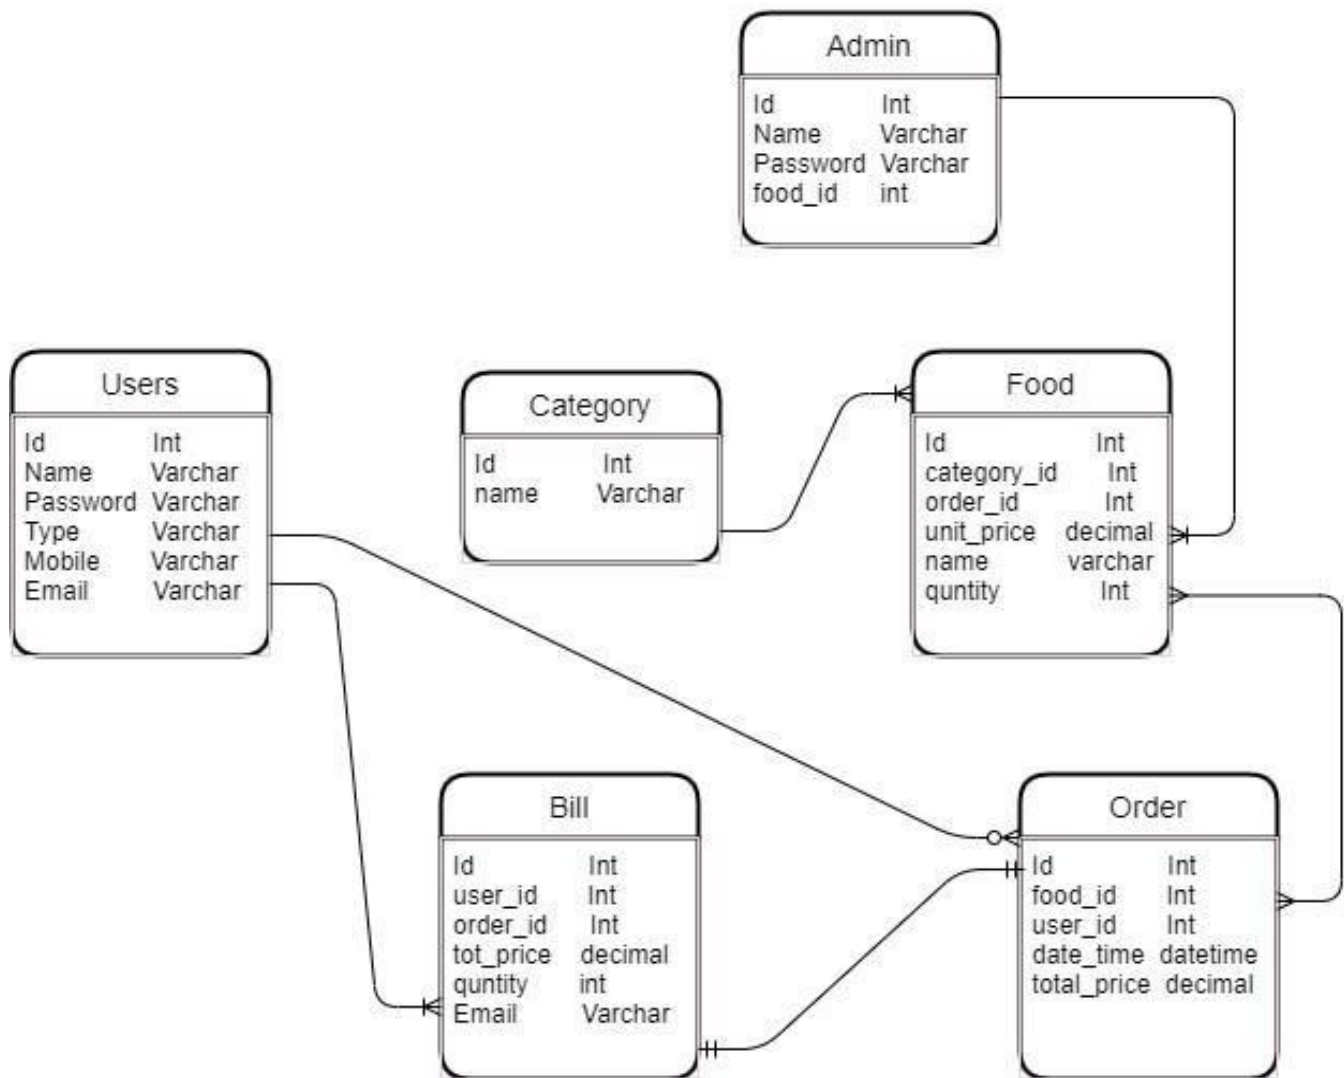 Admin
Id Int
Name Varchar
Password Varchar
food_id int
Users
Id Int
Name Varchar
Password Varchar
Type Varchar
Mobile Varchar
Email Varchar
Category
Id Int
name Varchar
Food
Id Int
category_id Int
order_id Int
unit_price decimal
name varchar
quntity Int
Bill
Id Int
user_id Int
order_id Int
tot_price decimal
quntity int
Email Varchar
Order
Id Int
food_id Int
user_id Int
date_time datetime
total_price decimal